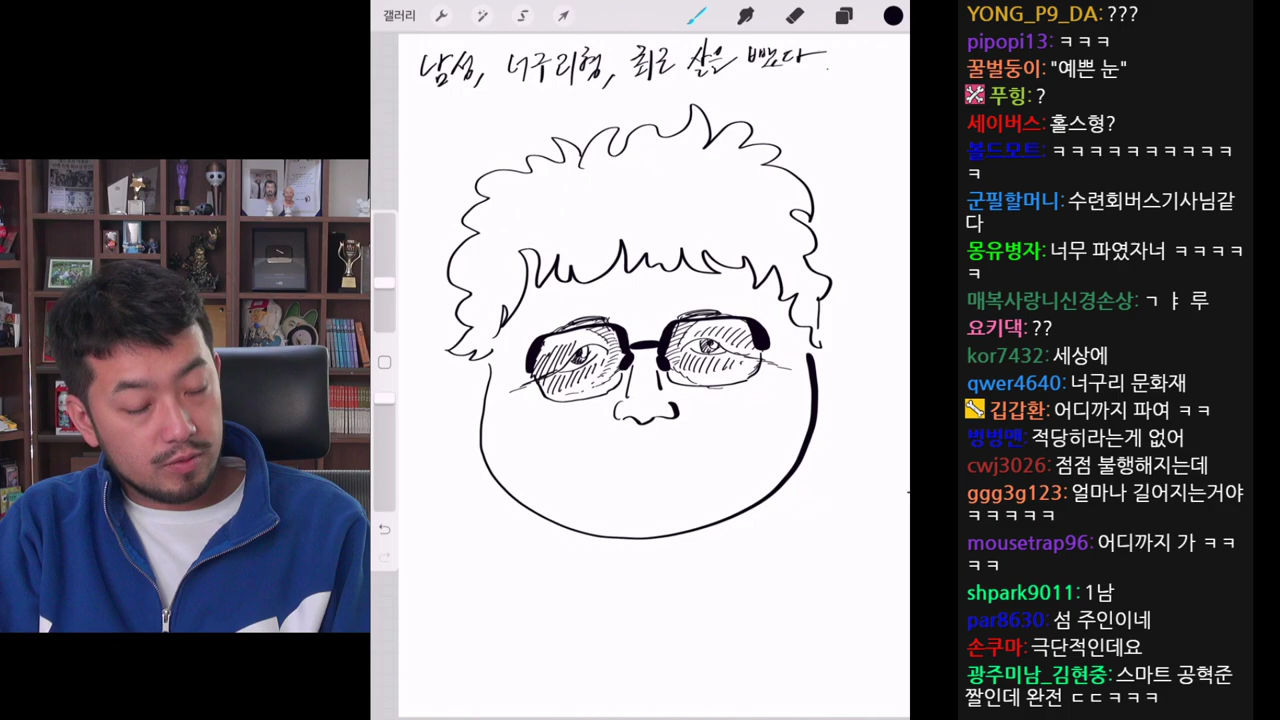 갤러리
남성, 너구리형, 최근 살을 뺐다.
YONG_P9_DA: ???
pipopi13: ㅋㅋㅋ
꿀벌둥이: "예쁜 눈"
푸헝: ?
세이버스: 홀스형?
볼드모트: ㅋㅋㅋㅋㅋㅋㅋㅋㅋㅋ
ㅋ
군필할머니: 수련회버스기사님같
다
몽유병자: 너무 파였자너 ㅋㅋㅋㅋ
ㅋ
매복사랑니신경손상: ㄱ ㅑ 루
요키댁: ??
kor7432: 세상에
qwer4640: 너구리 문화재
김갑환: 어디까지 파여 ㅋㅋ
벙벙맨: 적당히라는게 없어
cwj3026: 점점 불행해지는데
ggg3g123: 얼마나 길어지는거야
ㅋㅋㅋㅋㅋ
mousetrap96: 어디까지 가 ㅋㅋ
ㅋㅋ
shpark9011: 1남
par8630: 섬 주인이네
손쿠마: 극단적인데요
광주미남_김현중: 스마트 공혁준
짤인데 완전 ㄷㄷㅋㅋㅋ